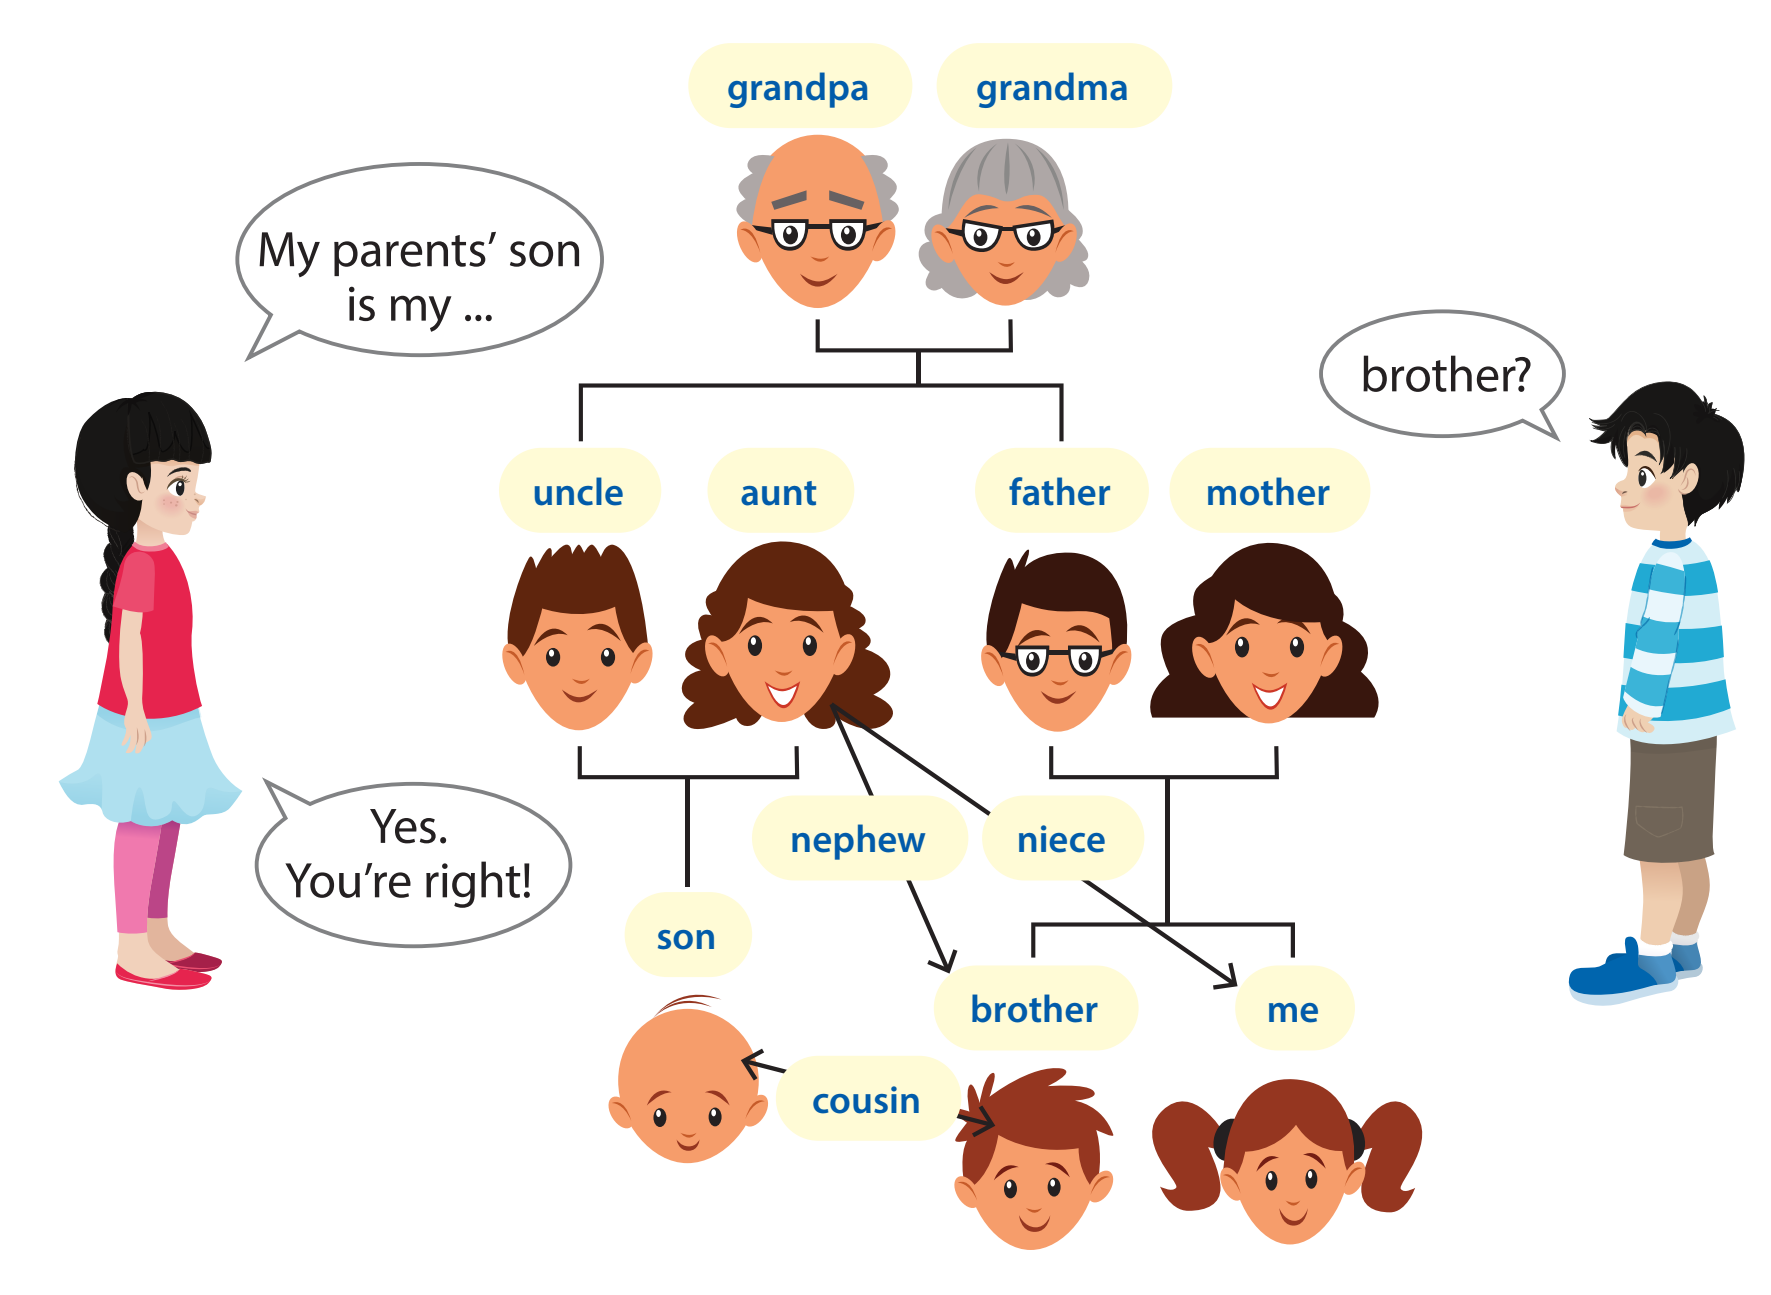 grandpa
grandma
My parents’ son
is my ...
brother?
uncle
aunt
father
mother
Yes.
You’re right!
nephew
niece
son
brother
me
cousin